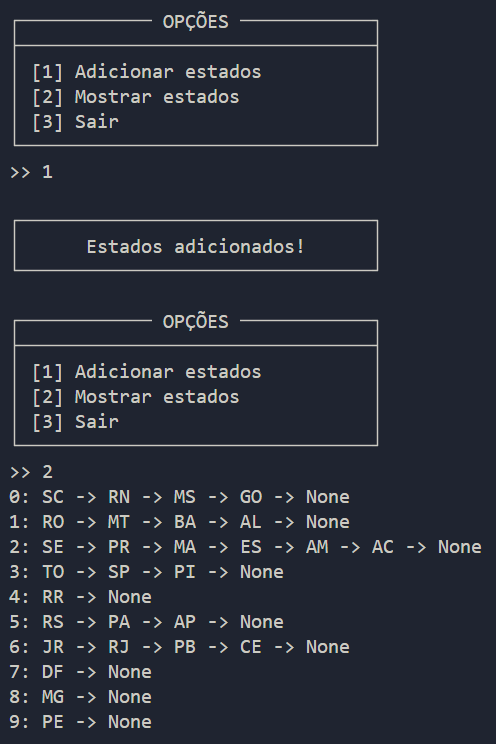 OPÇÕES
[1] Adicionar estados
[2] Mostrar estados
[3] Sair
>> 1
Estados adicionados!
OPÇÕES
[1] Adicionar estados
[2] Mostrar estados
[3] Sair
>> 2
0: SC -> RN -> MS -> GO -> None
1: RO -> MT -> BA -> AL -> None
2: SE -> PR -> MA -> ES -> AM -> AC -> None
3: TO -> SP -> PI -> None
4: RR -> None
5: RS -> PA -> AP -> None
6: JR -> RJ -> PB -> CE -> None
7: DF -> None
8: MG -> None
9: PE -> None